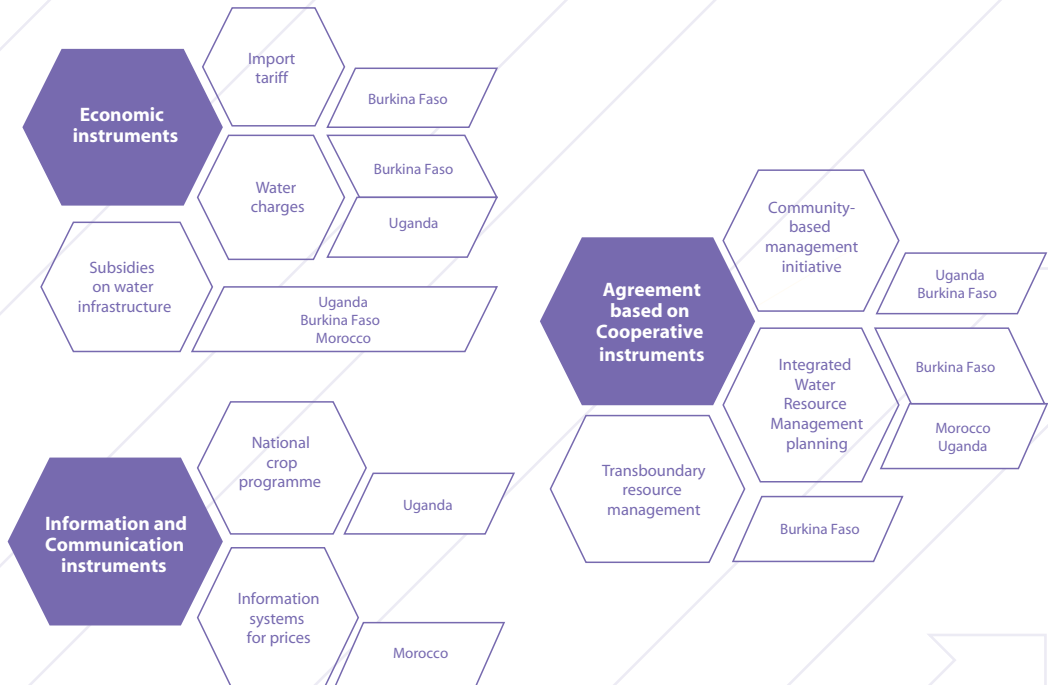 Economic
instruments
Import
tariff
Burkina Faso
Water
charges
Burkina Faso
Uganda
Subsidies
on water
infrastructure
Uganda
Burkina Faso
Morocco
Information and
Communication
instruments
National
crop
programme
Uganda
Information
systems
for prices
Morocco
Agreement
based on
Cooperative
instruments
Community-
based
management
initiative
Uganda
Burkina Faso
Integrated
Water
Resource
Management
planning
Burkina Faso
Morocco
Uganda
Transboundary
resource
management
Burkina Faso